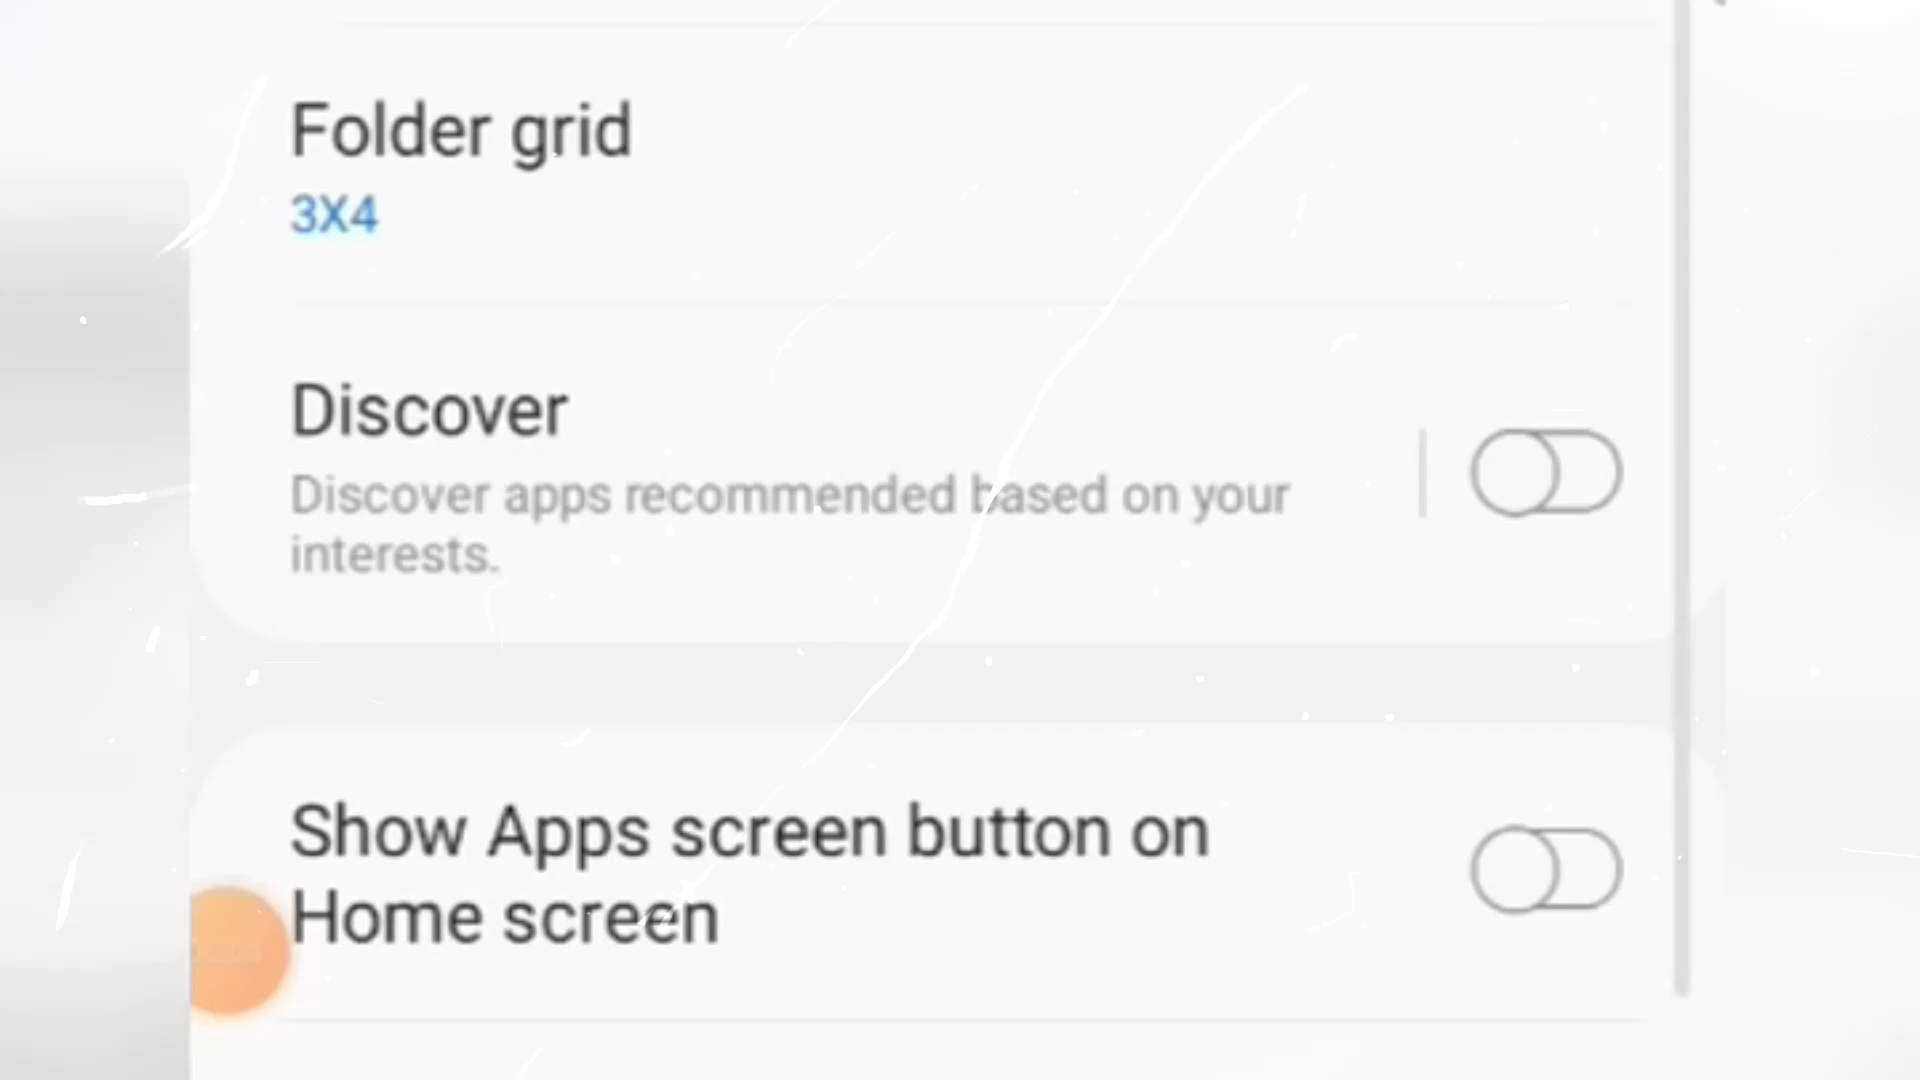 Folder grid
3X4
Discover
Discover apps recommended based on your
interests.
Show Apps screen button on
Home screen